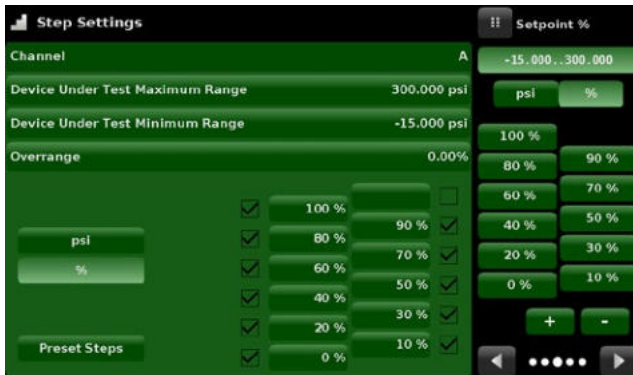 Step Settings
Channel A
Device Under Test Maximum Range 300.000 psi
Device Under Test Minimum Range -15.000 psi
Overrange 0.00%
100 %
90 %
psi
80 %
70 %
%
60 %
50 %
40 %
30 %
20 %
Preset Steps
10 %
0 %
Setpoint %
-15.000..300.000
psi %
100 %
90 %
80 %
70 %
60 %
50 %
40 %
30 %
20 %
10 %
0 %
+ -